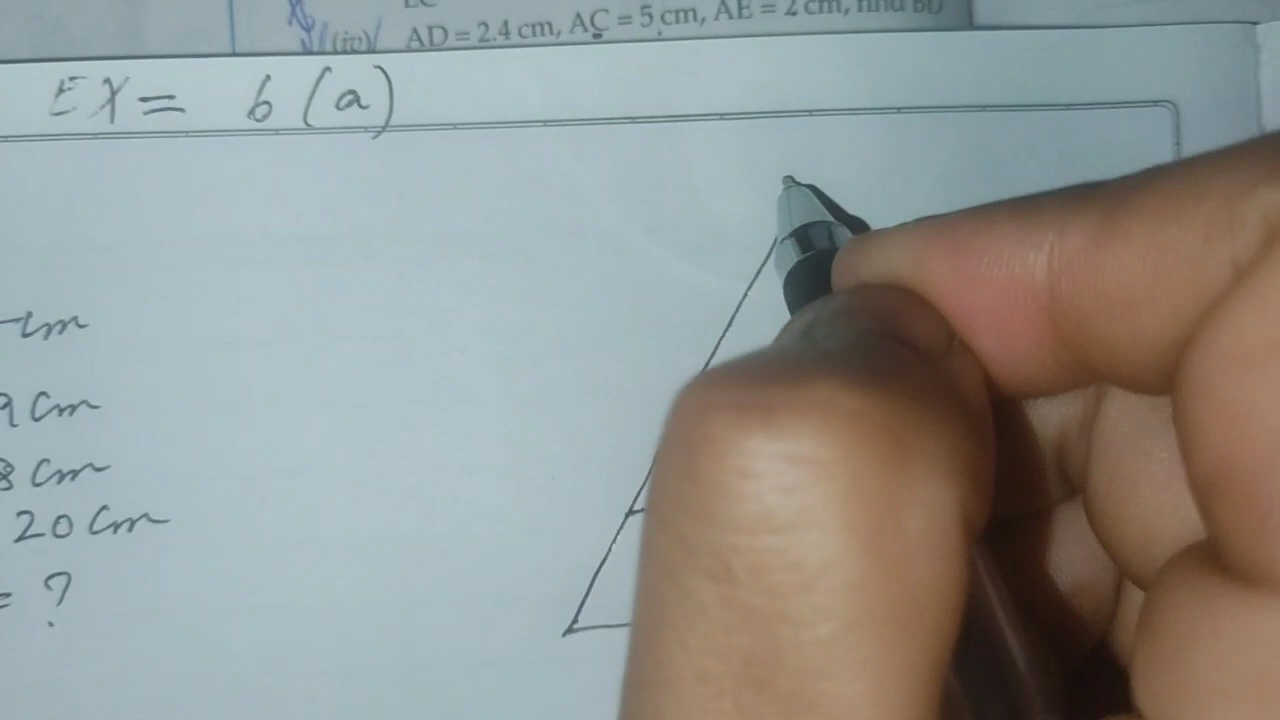 (iv) AD = 2.4 cm, AC = 5 cm, AE = 2 cm, find BD
EX = 6 (a)
cm
9 cm
8 cm
20 cm
= ?